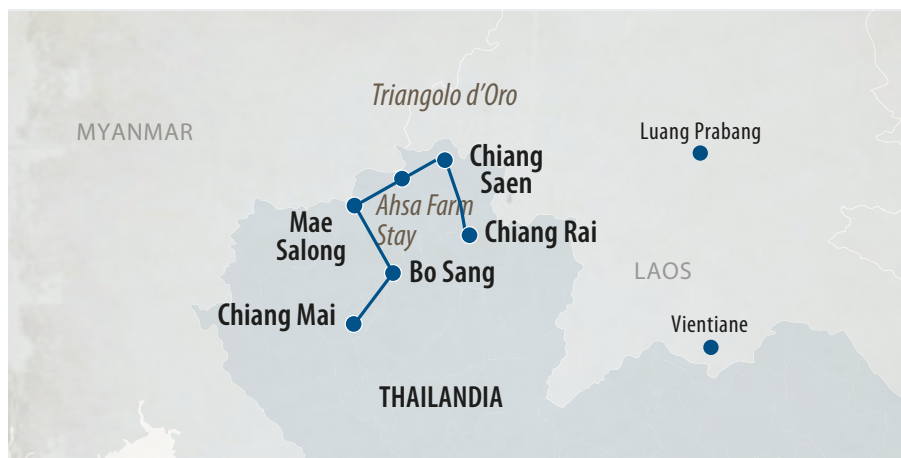 Triangolo d'Oro
MYANMAR
Luang Prabang
Chiang
Saen
Ahsa Farm
Stay
Mae
Salong
Chiang Rai
Bo Sang
LAOS
Chiang Mai
Vientiane
THAILANDIA